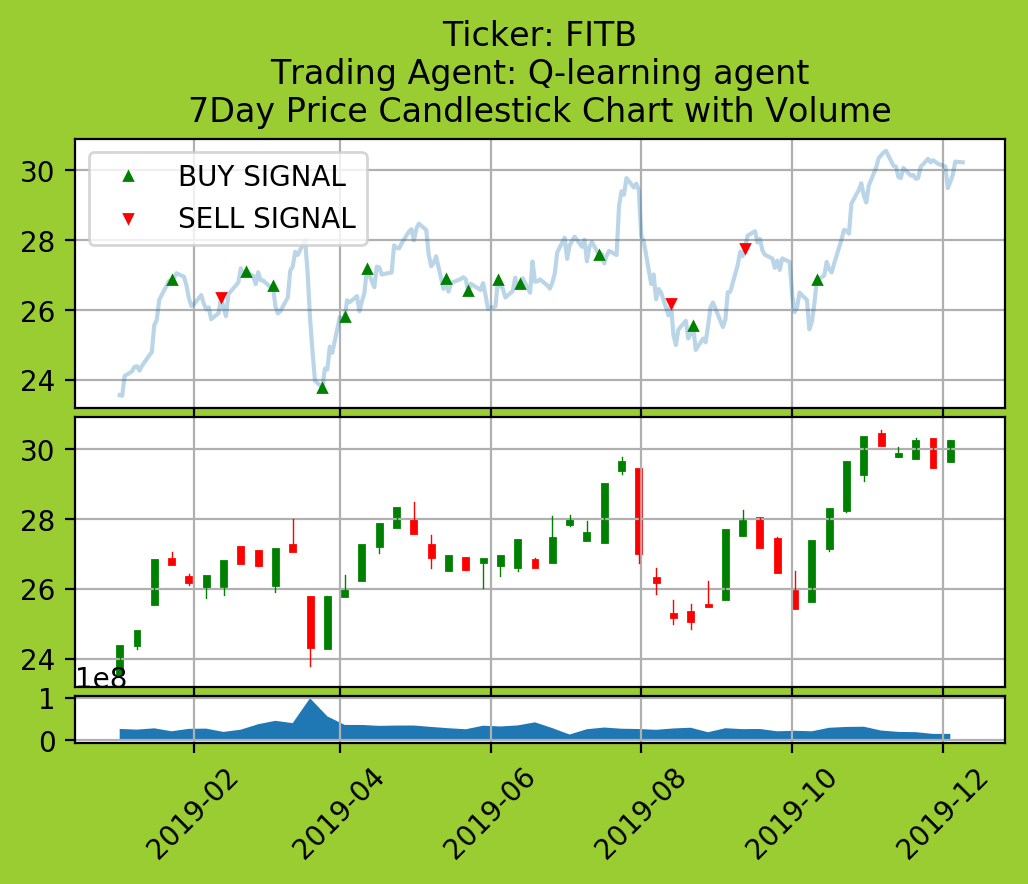 Ticker: FITB
Trading Agent: Q-learning agent
7Day Price Candlestick Chart with Volume
BUY SIGNAL
SELL SIGNAL
30
28
26
24
30
28
26
24
1e8
1
0
2019-02
2019-04
2019-06
2019-08
2019-10
2019-12